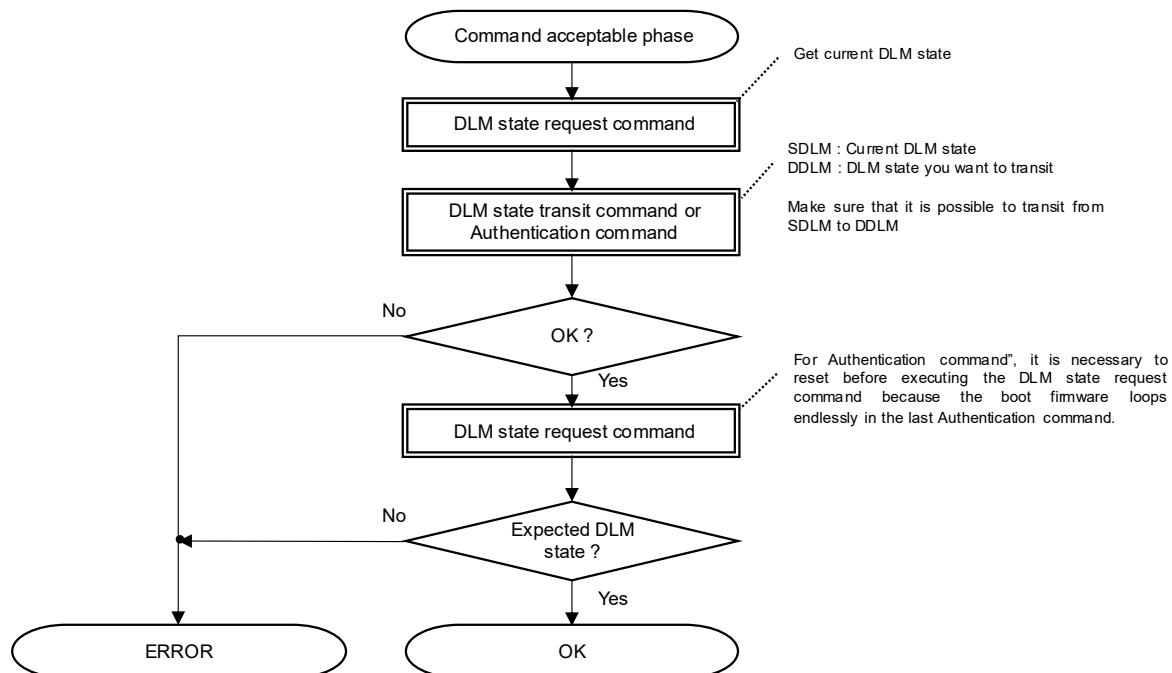 Command acceptable phase
Get current DLM state
DLM state request command
SDLM : Current DLM state
DDLM : DLM state you want to transit
Make sure that it is possible to transit from
SDLM to DDLM
DLM state transit command or
Authentication command
No
OK ?
Yes
For Authentication command”, it is necessary to
reset before executing the DLM state request
command because the boot firmware loops
endlessly in the last Authentication command.
DLM state request command
No
Expected DLM
state ?
Yes
ERROR
OK